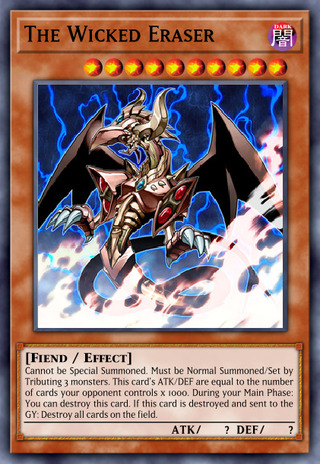 The Wicked Eraser
DARK
闇
[Fiend / Effect]
Cannot be Special Summoned. Must be Normal Summoned/Set by
Tributing 3 monsters. This card's ATK/DEF are equal to the number
of cards your opponent controls x 1000. During your Main Phase:
You can destroy this card. If this card is destroyed and sent to the
GY: Destroy all cards on the field.
ATK/ ? DEF/ ?